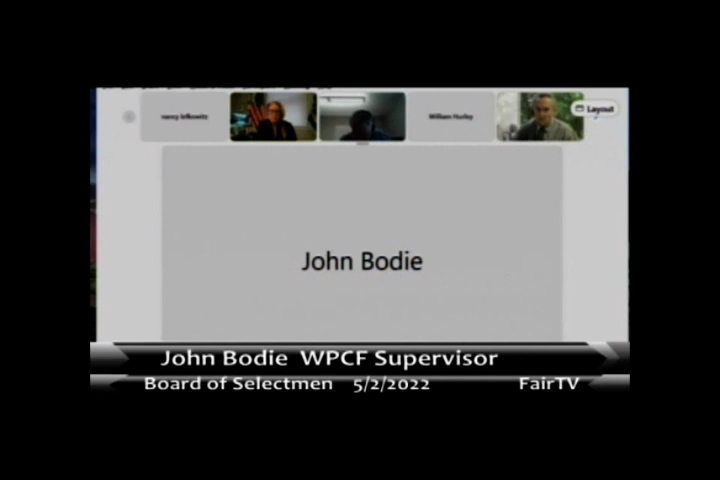 nancy lefkowitz
William Hurley
Layout
John Bodie
John Bodie WPCF Supervisor
Board of Selectmen 5/2/2022 FairTV